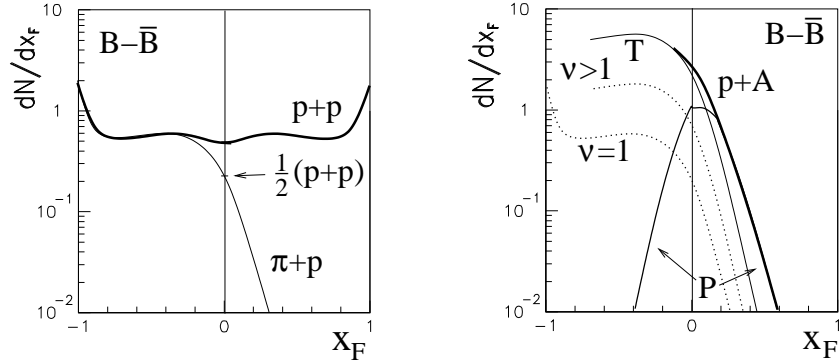 dN/dx_F
10
1
10⁻¹
10⁻²
B−B̅
p+p
½(p+p)
π+p
-1
0
1
x_F
dN/dx_F
10
1
10⁻¹
10⁻²
B−B̅
T
p+A
ν>1
ν=1
P
-1
0
1
x_F